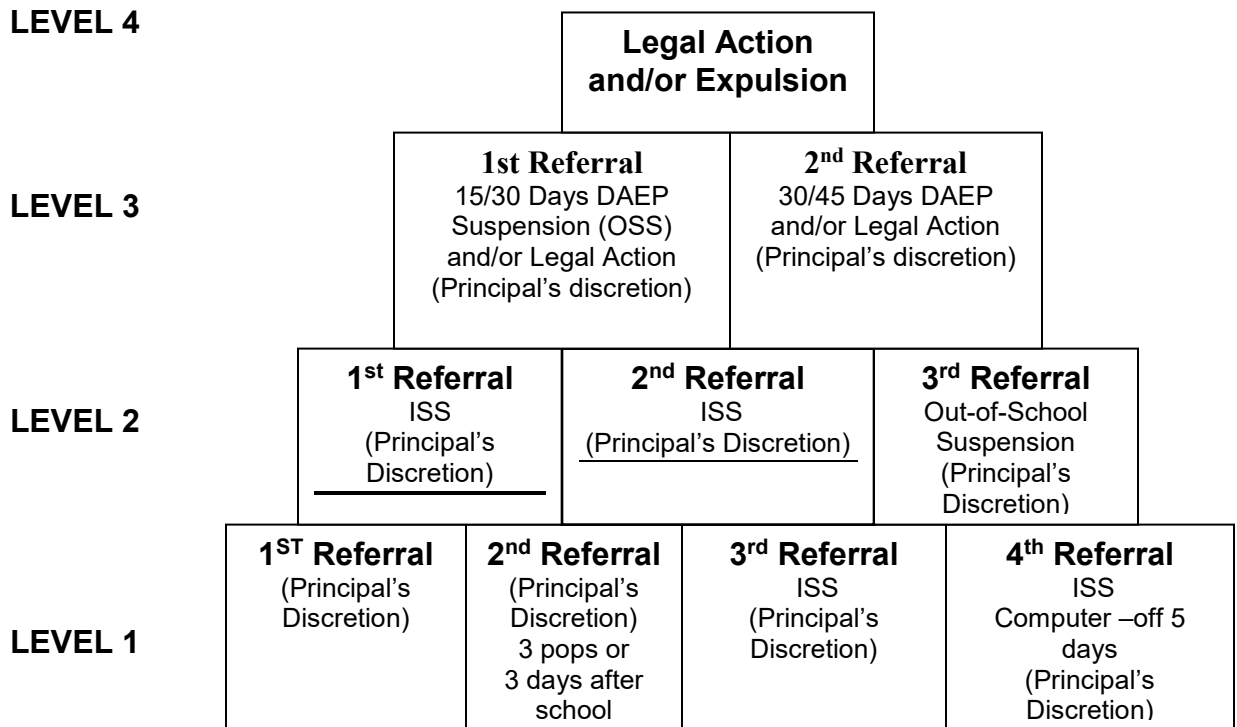 LEVEL 4
Legal Action
and/or Expulsion
LEVEL 3
1st Referral
15/30 Days DAEP
Suspension (OSS)
and/or Legal Action
(Principal’s discretion)
2nd Referral
30/45 Days DAEP
and/or Legal Action
(Principal’s discretion)
LEVEL 2
1st Referral
ISS
(Principal’s
Discretion)
2nd Referral
ISS
(Principal’s Discretion)
3rd Referral
Out-of-School
Suspension
(Principal’s
Discretion)
LEVEL 1
1ST Referral
(Principal’s
Discretion)
2nd Referral
(Principal’s
Discretion)
3 pops or
3 days after
school
3rd Referral
ISS
(Principal’s
Discretion)
4th Referral
ISS
Computer –off 5
days
(Principal’s
Discretion)